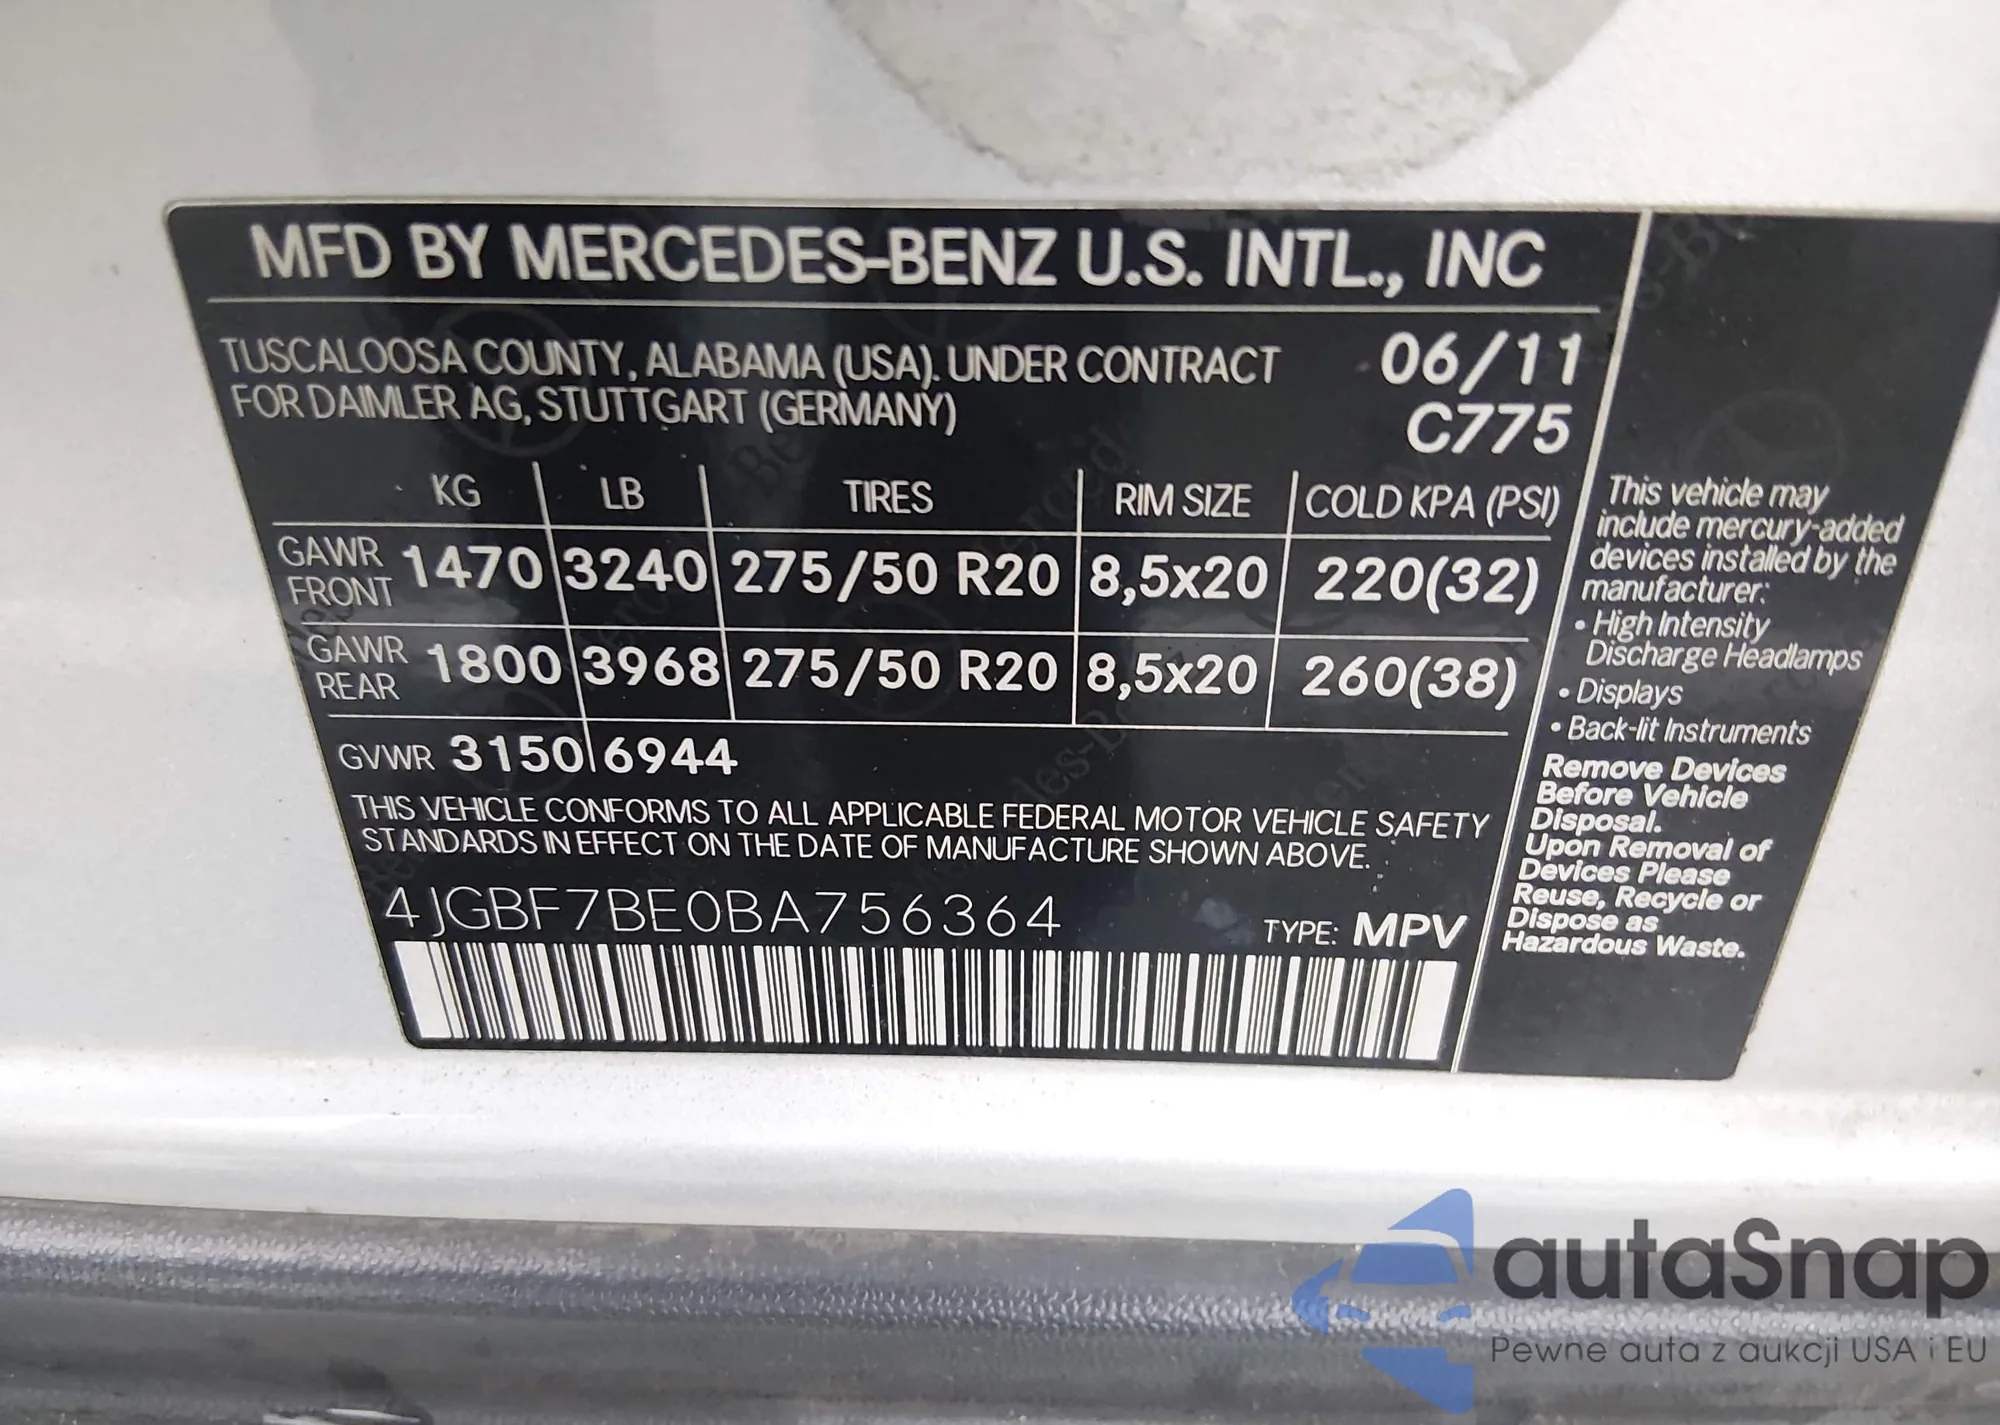 MFD BY MERCEDES-BENZ U.S. INTL., INC
TUSCALOOSA COUNTY, ALABAMA (USA). UNDER CONTRACT
FOR DAIMLER AG, STUTTGART (GERMANY)
06/11
C775
KG LB TIRES RIM SIZE COLD KPA (PSI)
GAWR FRONT 1470 3240 275/50 R20 8,5x20 220(32)
GAWR REAR 1800 3968 275/50 R20 8,5x20 260(38)
GVWR 3150 6944
THIS VEHICLE CONFORMS TO ALL APPLICABLE FEDERAL MOTOR VEHICLE SAFETY
STANDARDS IN EFFECT ON THE DATE OF MANUFACTURE SHOWN ABOVE.
4JGBF7BE0BA756364
TYPE: MPV
This vehicle may
include mercury-added
devices installed by the
manufacturer:
• High Intensity
Discharge Headlamps
• Displays
• Back-lit Instruments
Remove Devices
Before Vehicle
Disposal.
Upon Removal of
Devices Please
Reuse, Recycle or
Dispose as
Hazardous Waste.
autaSnap
Pewne auta z aukcji USA i EU